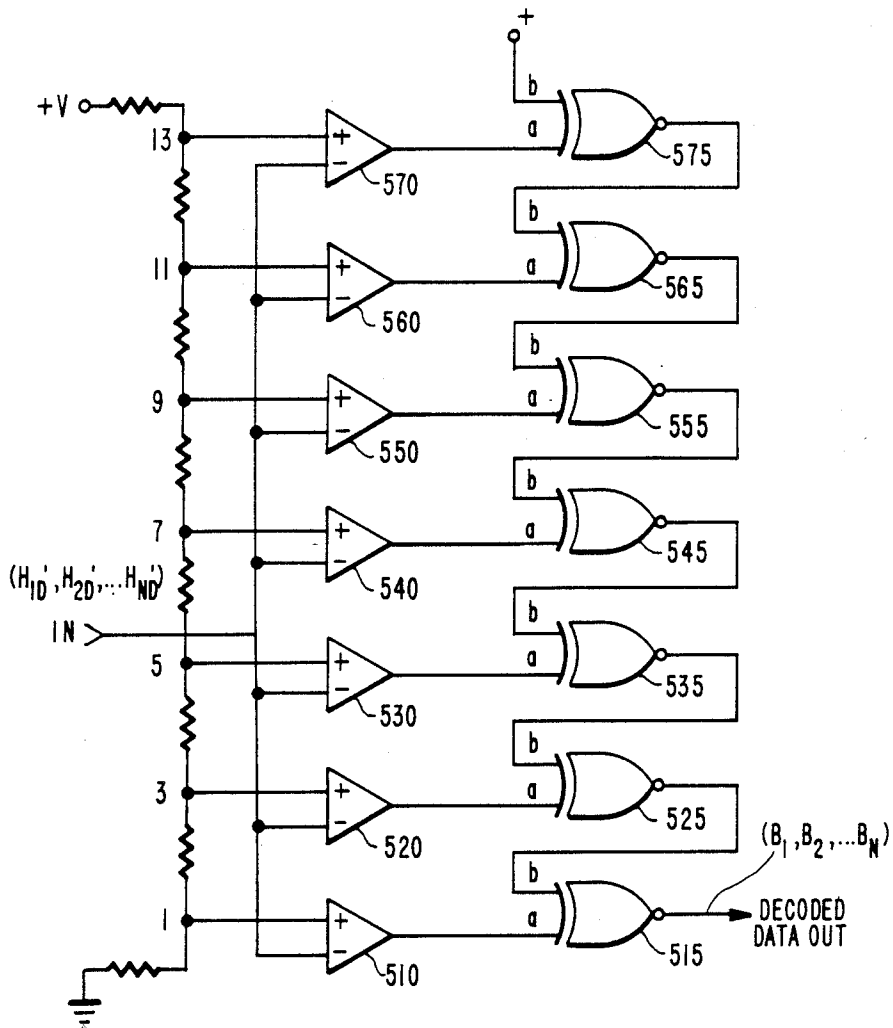 +
b
+V
a
13
+
−
575
570
b
11
a
+
−
565
560
b
9
a
+
−
555
550
b
7
a
+
−
545
540
(H1D', H2D', ...HND')
IN
b
5
a
+
−
535
530
b
3
a
+
−
525
520
(B1, B2, ...BN)
b
1
a
+
−
DECODED
DATA OUT
515
510